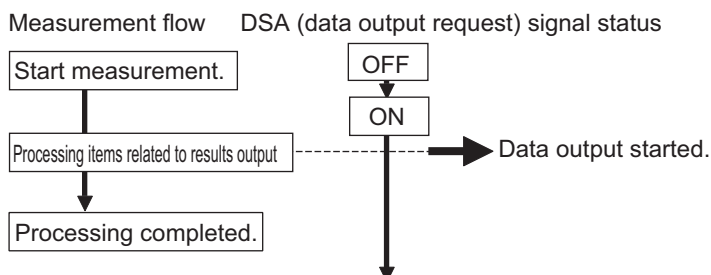 Measurement flow
DSA (data output request) signal status
Start measurement.
OFF
ON
Processing items related to results output
Data output started.
Processing completed.